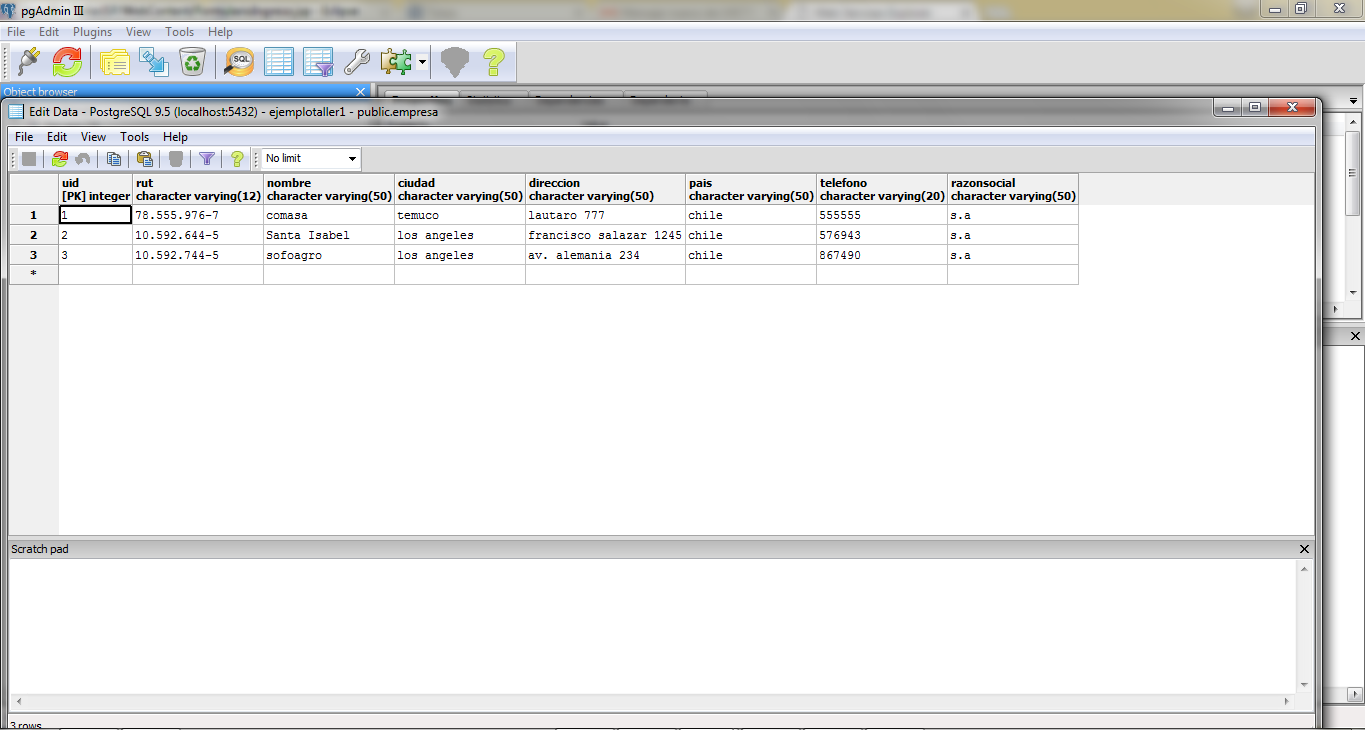 pgAdmin III
File Edit Plugins View Tools Help
SQL
Object browser
Edit Data - PostgreSQL 9.5 (localhost:5432) - ejemplotaller1 - public.empresa
File Edit View Tools Help
No limit
uid rut nombre ciudad direccion pais telefono razonsocial
[PK] integer character varying(12) character varying(50) character varying(50) character varying(50) character varying(50) character varying(20) character varying(50)
1 1 78.555.976-7 comasa temuco lautaro 777 chile 555555 s.a
2 2 10.592.644-5 Santa Isabel los angeles francisco salazar 1245 chile 576943 s.a
3 3 10.592.744-5 sofoagro los angeles av. alemania 234 chile 867490 s.a
*
Scratch pad
3 rows.